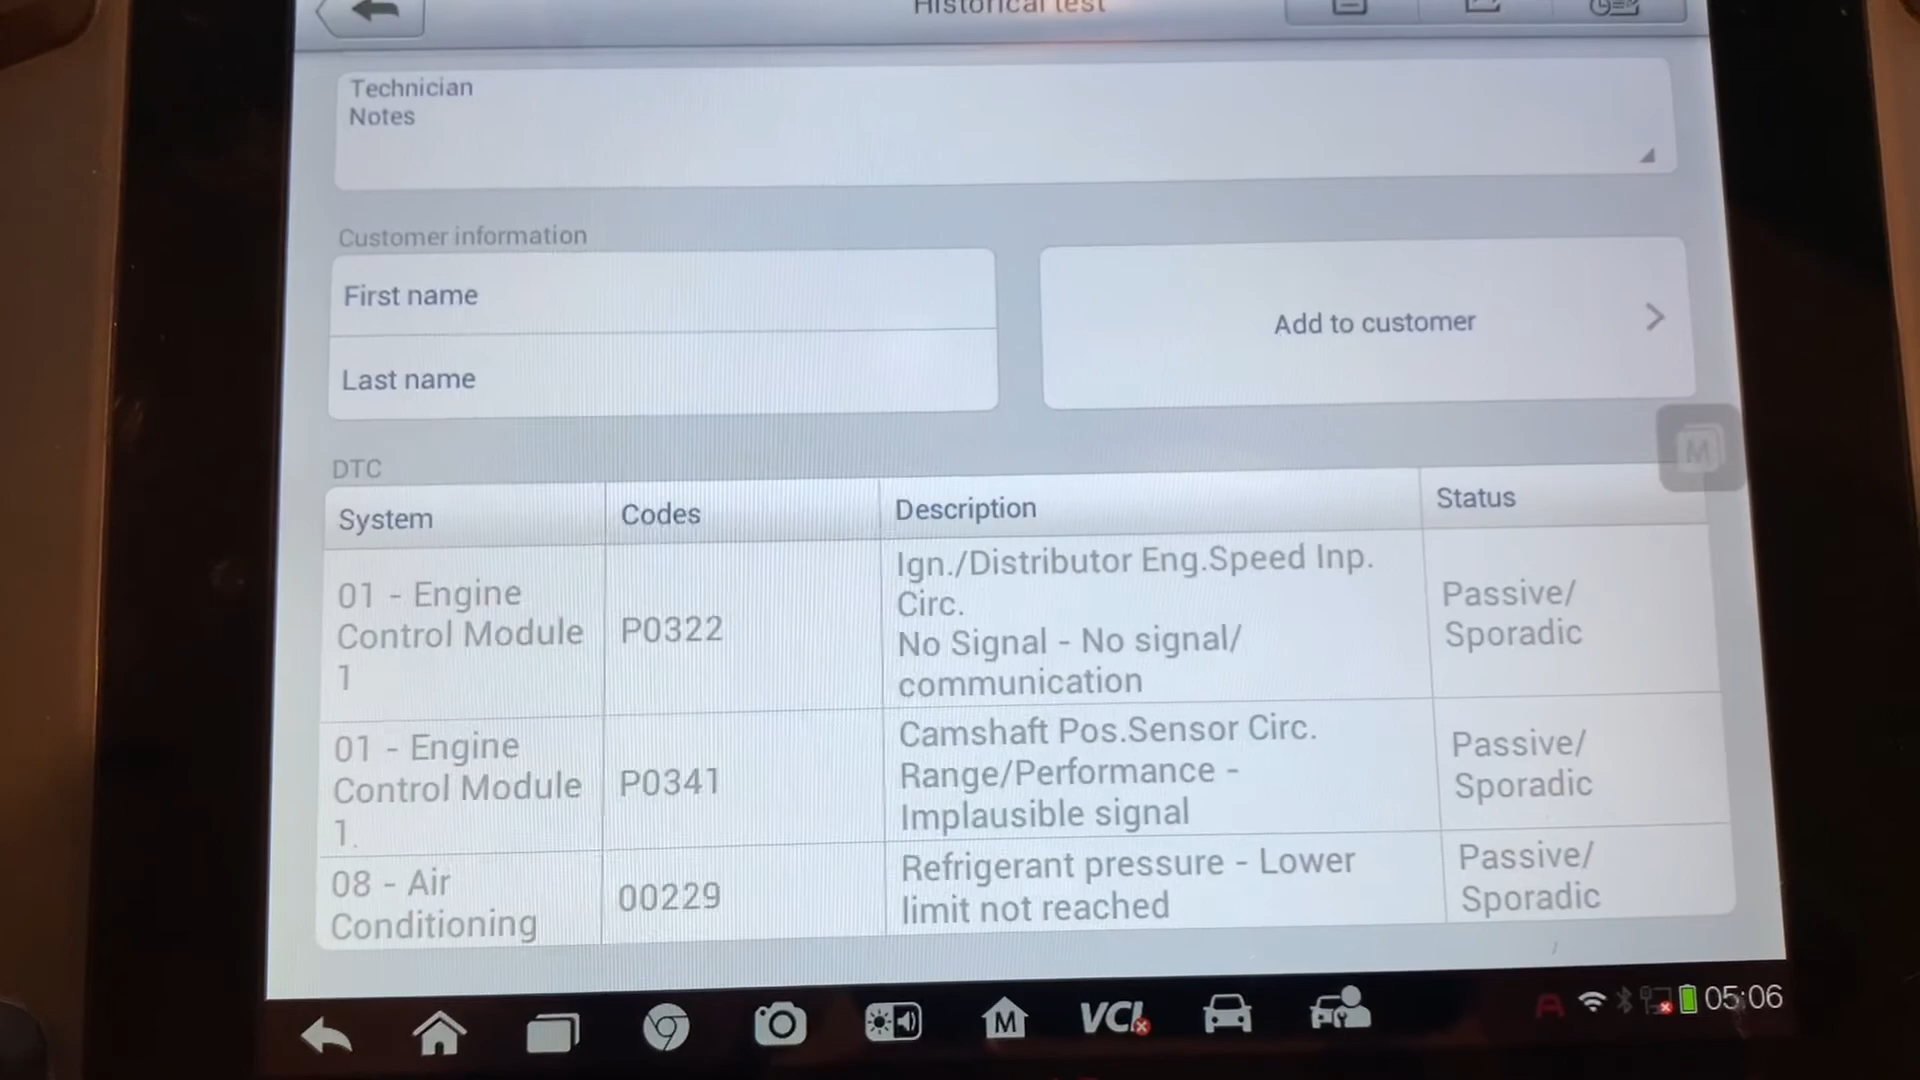 Historical test
Technician
Notes
Customer information
First name
Last name
Add to customer
M
DTC
System
Codes
Description
Status
01 - Engine
Control Module
1
P0322
Ign./Distributor Eng.Speed Inp.
Circ.
No Signal - No signal/
communication
Passive/
Sporadic
01 - Engine
Control Module
1
P0341
Camshaft Pos.Sensor Circ.
Range/Performance -
Implausible signal
Passive/
Sporadic
08 - Air
Conditioning
00229
Refrigerant pressure - Lower
limit not reached
Passive/
Sporadic
M
VCI
A
05:06